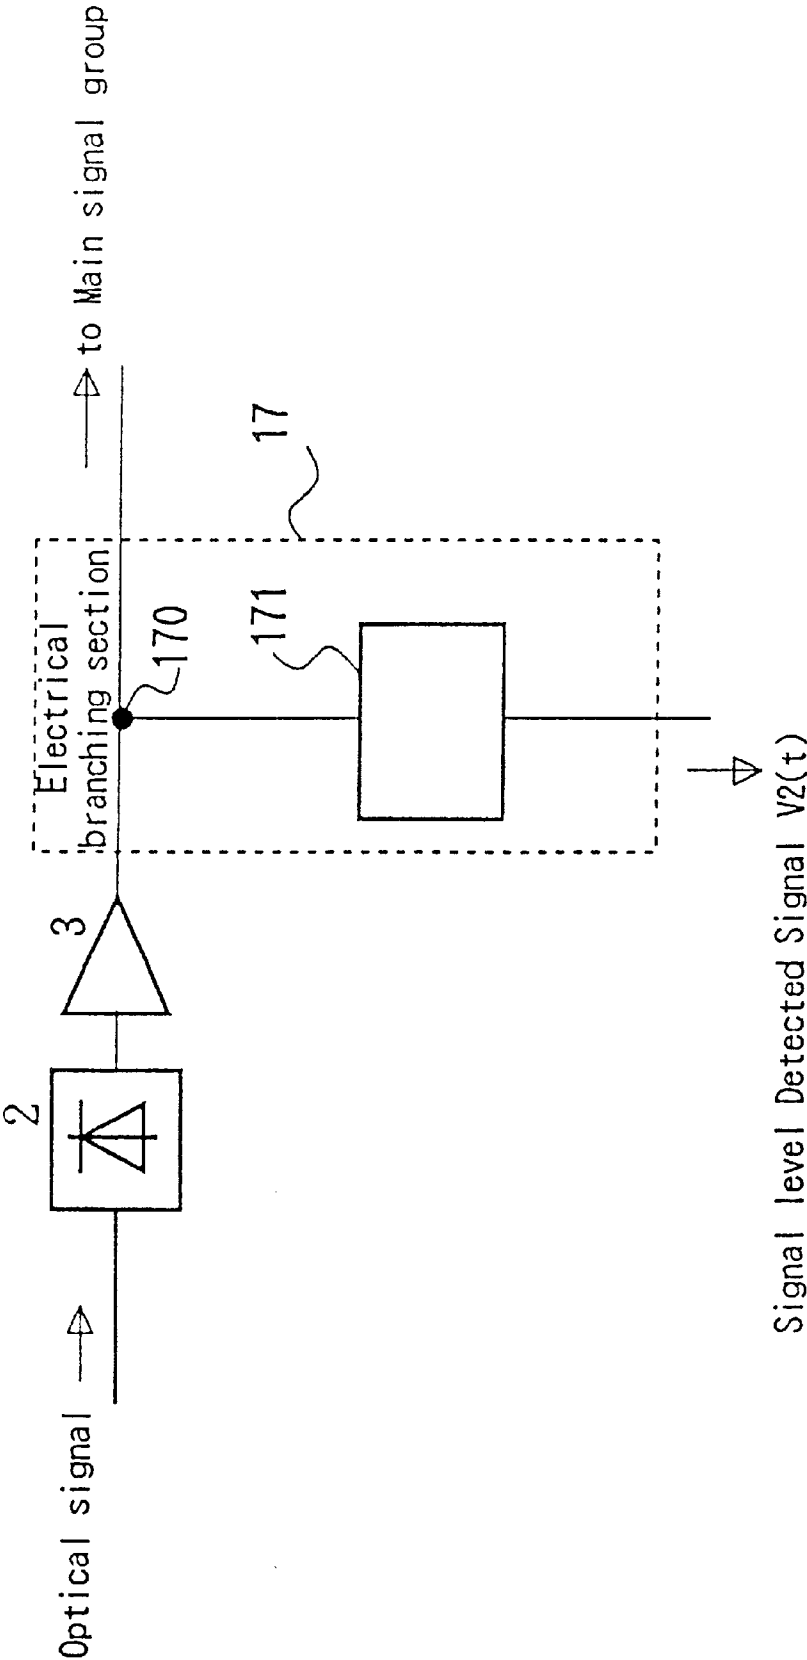 Optical signal
2
3
Electrical
branching section
170
171
17
to Main signal group
Signal level Detected Signal V2(t)